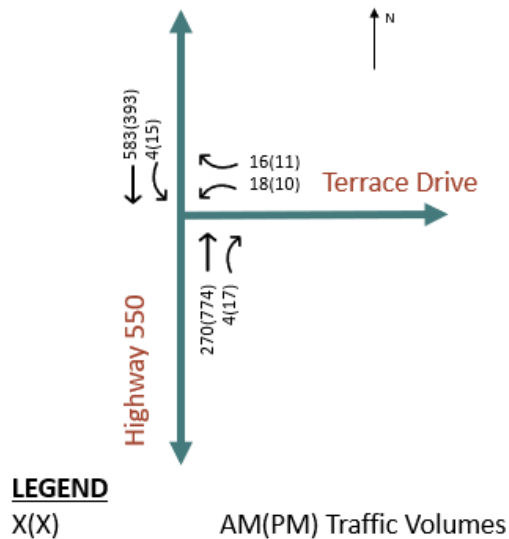 N
583(393)
4(15)
16(11)
18(10)
Terrace Drive
270(774)
4(17)
Highway 550
LEGEND
X(X) AM(PM) Traffic Volumes